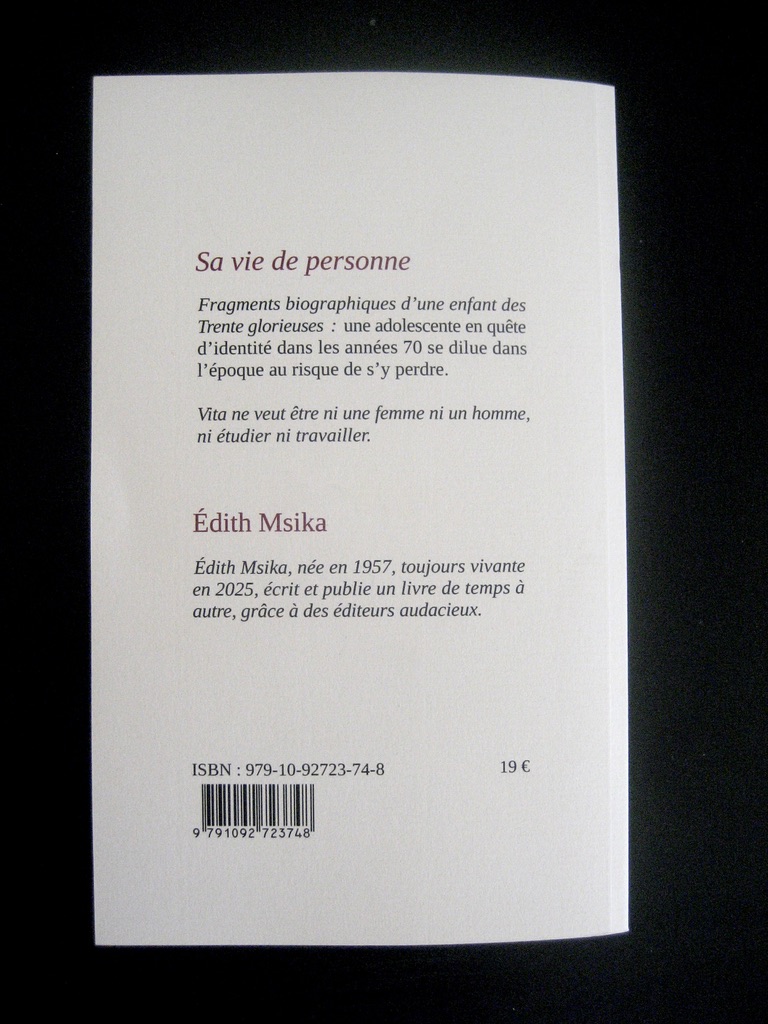 Sa vie de personne
Fragments biographiques d'une enfant des
Trente glorieuses : une adolescente en quête
d'identité dans les années 70 se dilue dans
l'époque au risque de s'y perdre.
Vita ne veut être ni une femme ni un homme,
ni étudier ni travailler.
Édith Msika
Édith Msika, née en 1957, toujours vivante
en 2025, écrit et publie un livre de temps à
autre, grâce à des éditeurs audacieux.
ISBN : 979-10-92723-74-8
19 €
9 791092 723748